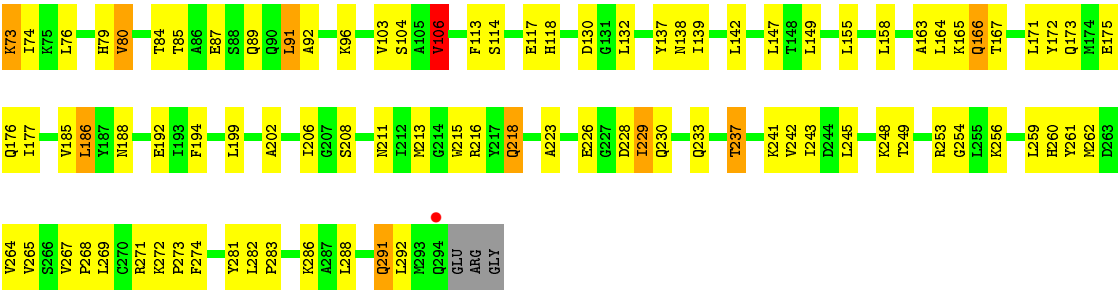 K73 I74 K75 L76 H79 V80 T84 T85 A86 E87 S88 Q89 Q90 L91 A92 K96 V103 S104 A105 V106 F113 S114 E117 H118 D130 G131 L132 Y137 N138 I139 L142 L147 T148 L149 L155 L158 A163 L164 K165 Q166 T167 L171 Y172 Q173 M174 E175
Q176 I177 V185 L186 Y187 N188 E192 I193 F194 L199 A202 I206 G207 S208 N211 I212 M213 G214 W215 R216 Y217 Q218 A223 E226 G227 D228 I229 Q230 Q233 T237 K241 V242 I243 D244 L245 K248 T249 R253 G254 L255 K256 L259 H260 Y261 M262 D263
V264 V265 S266 V267 P268 L269 C270 R271 K272 P273 F274 Y281 L282 P283 K286 A287 L288 Q291 L292 M293 Q294 GLU ARG GLY